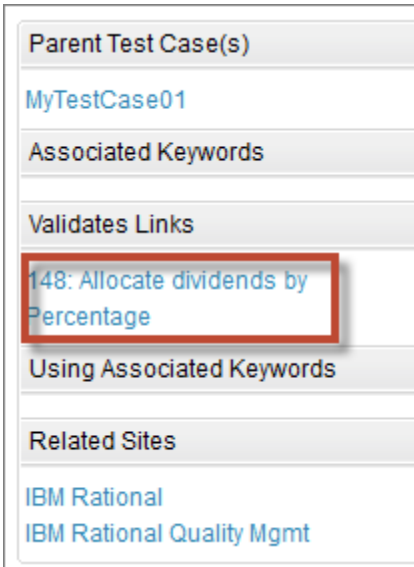 Parent Test Case(s)
MyTestCase01
Associated Keywords
Validates Links
148: Allocate dividends by
Percentage
Using Associated Keywords
Related Sites
IBM Rational
IBM Rational Quality Mgmt